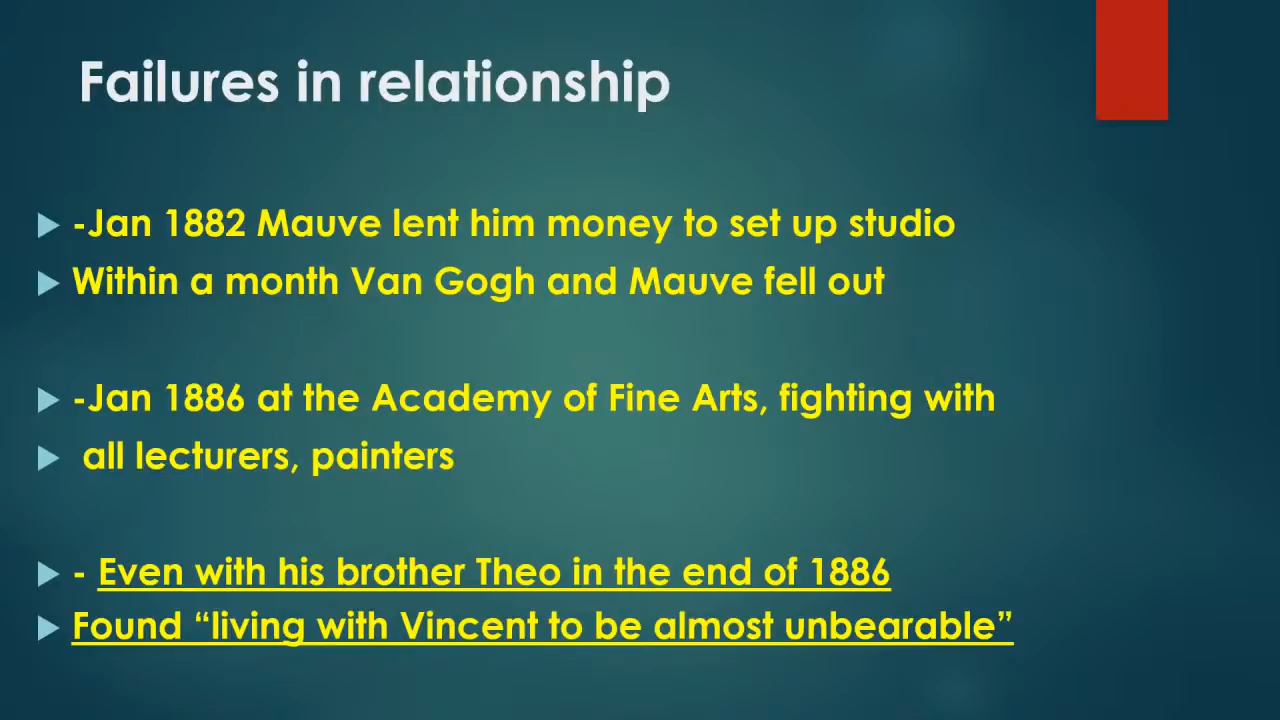 Failures in relationship
-Jan 1882 Mauve lent him money to set up studio
Within a month Van Gogh and Mauve fell out
-Jan 1886 at the Academy of Fine Arts, fighting with
all lecturers, painters
- Even with his brother Theo in the end of 1886
Found “living with Vincent to be almost unbearable”